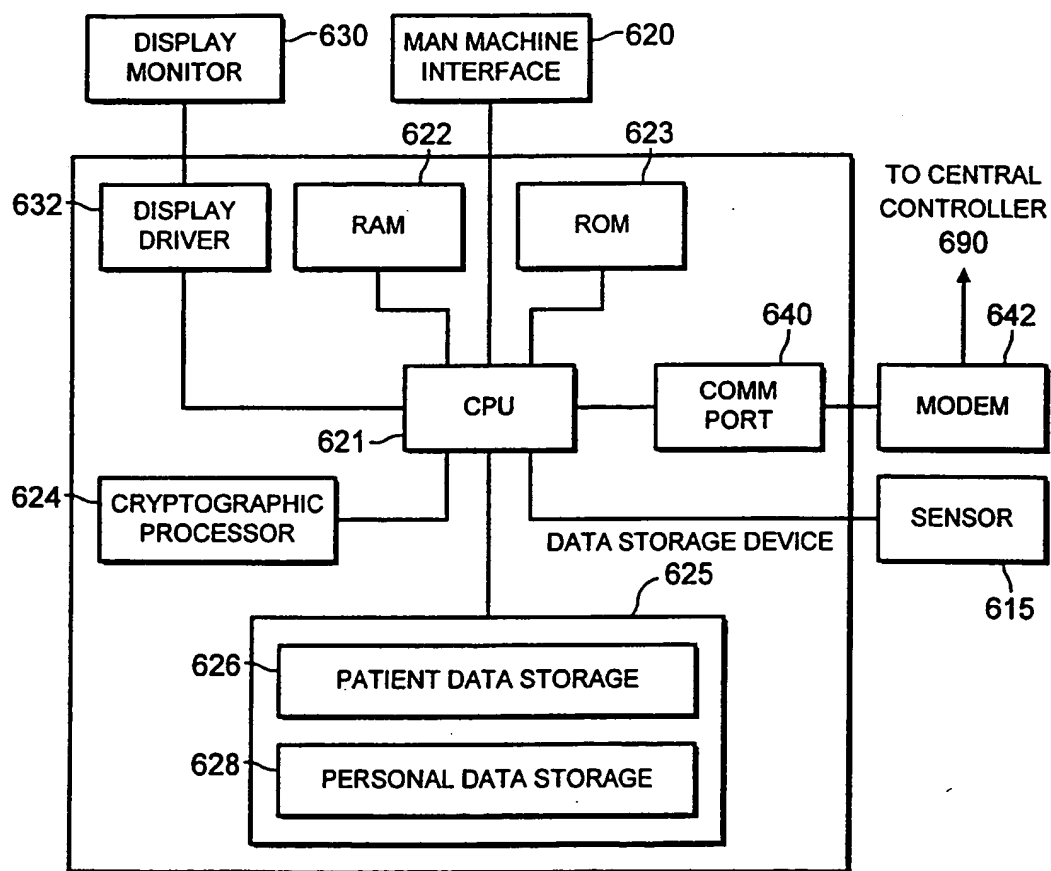 DISPLAY
MONITOR
630
MAN MACHINE
INTERFACE
620
622
623
632
DISPLAY
DRIVER
RAM
ROM
TO CENTRAL
CONTROLLER
690
640
642
CPU
621
COMM
PORT
MODEM
624
CRYPTOGRAPHIC
PROCESSOR
SENSOR
615
DATA STORAGE DEVICE
625
626
PATIENT DATA STORAGE
628
PERSONAL DATA STORAGE